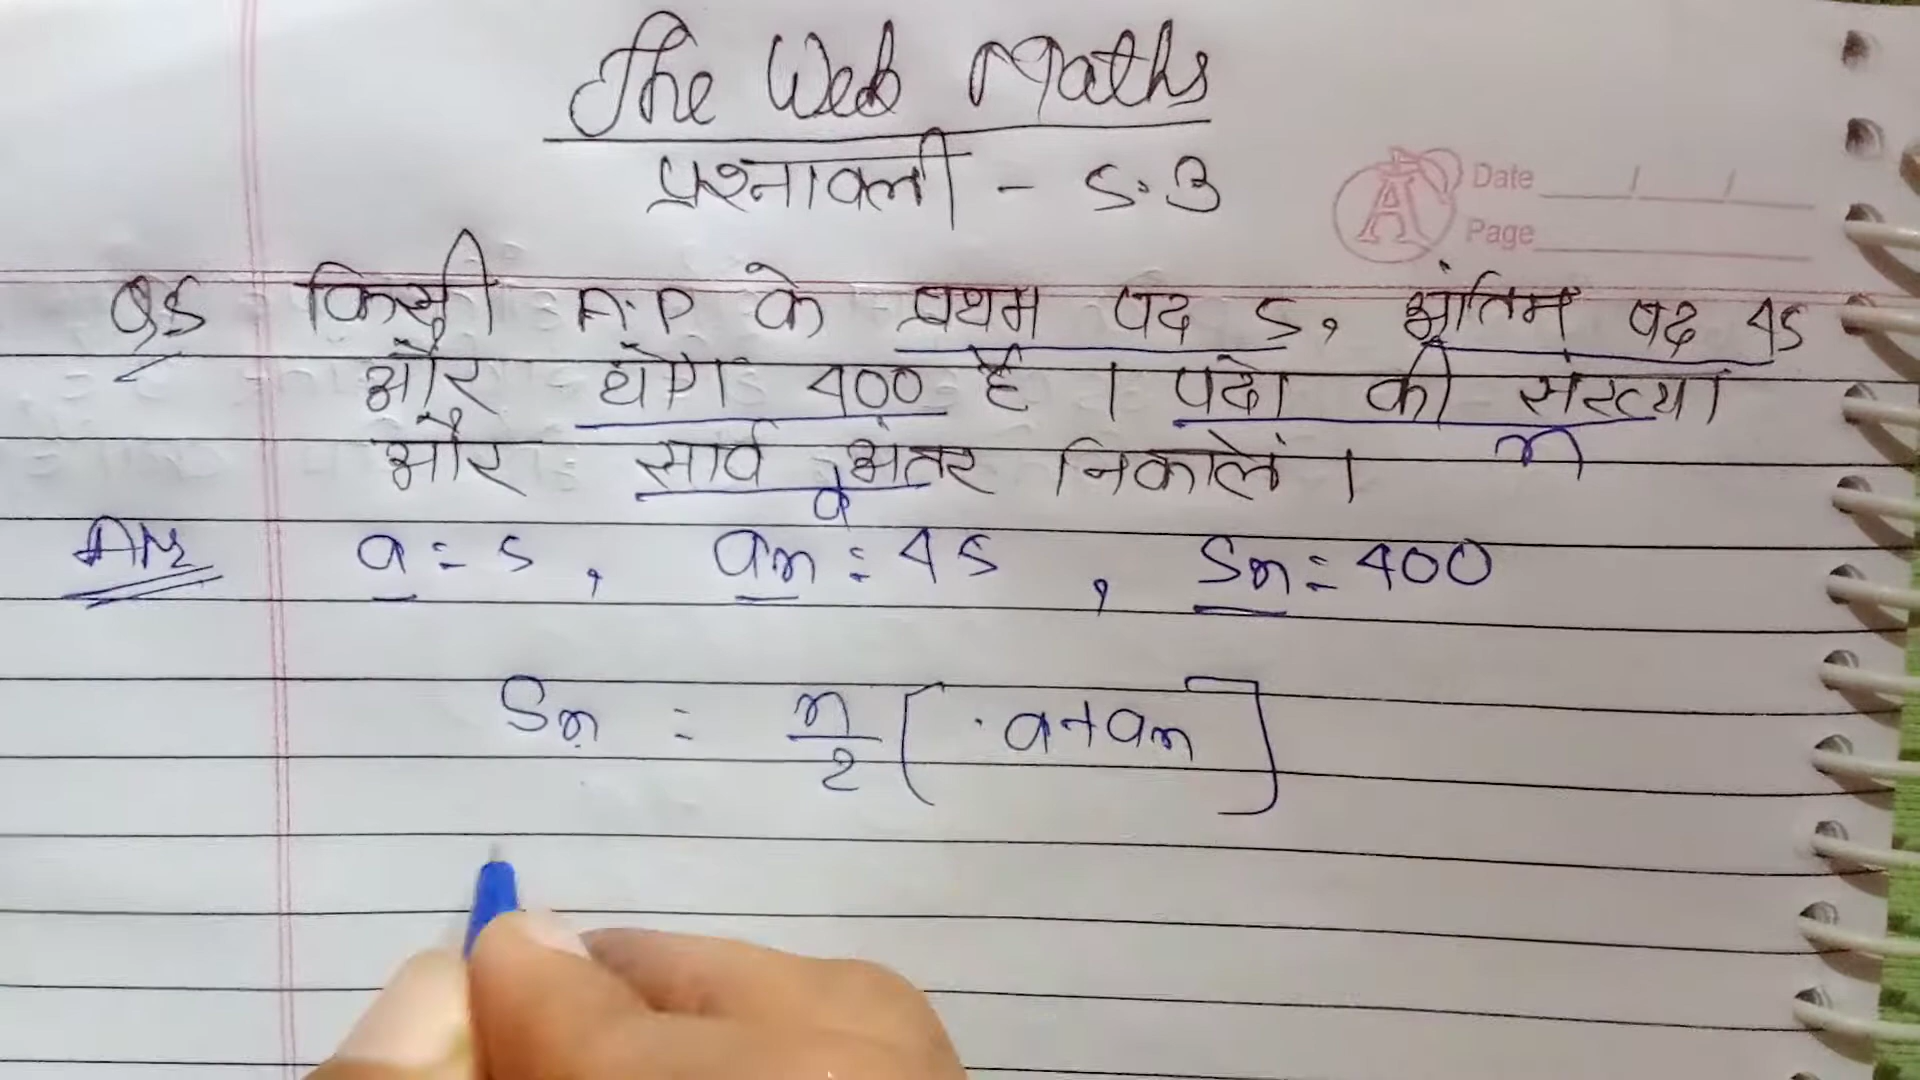 The Web Maths
प्रश्नावली - 5.3
Date
Page
Q5 किसी A.P के प्रथम पद 5, अंतिम पद 45
और योग 400 है । पदो की संख्या
n
और सार्व अंतर निकालें ।
d
Ans a = 5, an = 45, Sn = 400
Sn = n/2 [a+an]